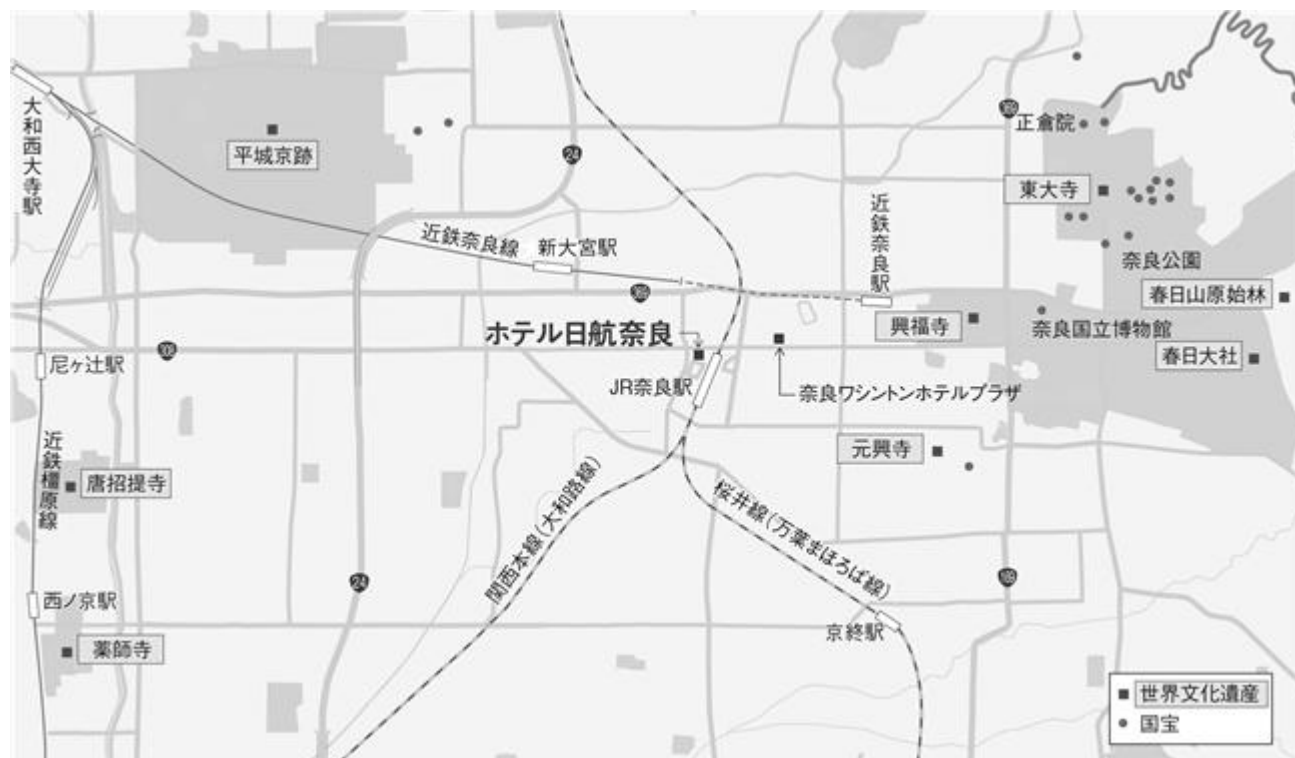 大和西大寺駅
平城京跡
24
近鉄奈良線
新大宮駅
近鉄奈良駅
169
正倉院
東大寺
奈良公園
春日山原始林
369
ホテル日航奈良
興福寺
奈良国立博物館
春日大社
308
尼ヶ辻駅
JR奈良駅
奈良ワシントンホテルプラザ
近鉄橿原線
唐招提寺
元興寺
関西本線(大和路線)
桜井線(万葉まほろば線)
24
169
西ノ京駅
薬師寺
京終駅
世界文化遺産
国宝